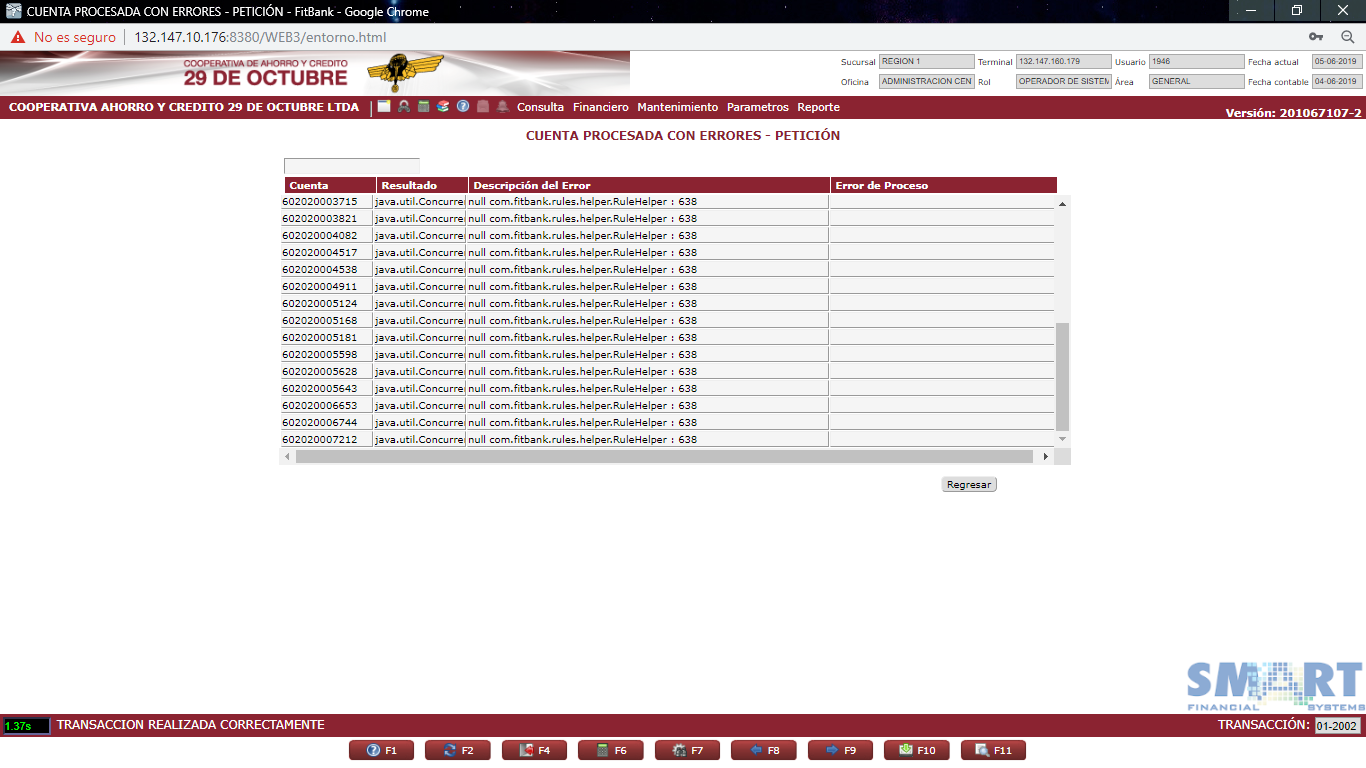 CUENTA PROCESADA CON ERRORES - PETICIÓN - FitBank - Google Chrome
No es seguro | 132.147.10.176:8380/WEB3/entorno.html
COOPERATIVA DE AHORRO Y CREDITO
29 DE OCTUBRE
Sucursal REGION 1 Terminal 132.147.160.179 Usuario 1946 Fecha actual 05-06-2019
Oficina ADMINISTRACION CEN Rol OPERADOR DE SISTEM Área GENERAL Fecha contable 04-06-2019
COOPERATIVA AHORRO Y CREDITO 29 DE OCTUBRE LTDA Consulta Financiero Mantenimiento Parametros Reporte Versión: 201067107-2
CUENTA PROCESADA CON ERRORES - PETICIÓN
Cuenta Resultado Descripción del Error Error de Proceso
602020003715 java.util.Concurre null com.fitbank.rules.helper.RuleHelper : 638
602020003821 java.util.Concurre null com.fitbank.rules.helper.RuleHelper : 638
602020004082 java.util.Concurre null com.fitbank.rules.helper.RuleHelper : 638
602020004517 java.util.Concurre null com.fitbank.rules.helper.RuleHelper : 638
602020004538 java.util.Concurre null com.fitbank.rules.helper.RuleHelper : 638
602020004911 java.util.Concurre null com.fitbank.rules.helper.RuleHelper : 638
602020005124 java.util.Concurre null com.fitbank.rules.helper.RuleHelper : 638
602020005168 java.util.Concurre null com.fitbank.rules.helper.RuleHelper : 638
602020005181 java.util.Concurre null com.fitbank.rules.helper.RuleHelper : 638
602020005598 java.util.Concurre null com.fitbank.rules.helper.RuleHelper : 638
602020005628 java.util.Concurre null com.fitbank.rules.helper.RuleHelper : 638
602020005643 java.util.Concurre null com.fitbank.rules.helper.RuleHelper : 638
602020006653 java.util.Concurre null com.fitbank.rules.helper.RuleHelper : 638
602020006744 java.util.Concurre null com.fitbank.rules.helper.RuleHelper : 638
602020007212 java.util.Concurre null com.fitbank.rules.helper.RuleHelper : 638
Regresar
SMART
FINANCIAL SYSTEMS
1.37s TRANSACCION REALIZADA CORRECTAMENTE TRANSACCIÓN: 01-2002
F1 F2 F4 F6 F7 F8 F9 F10 F11